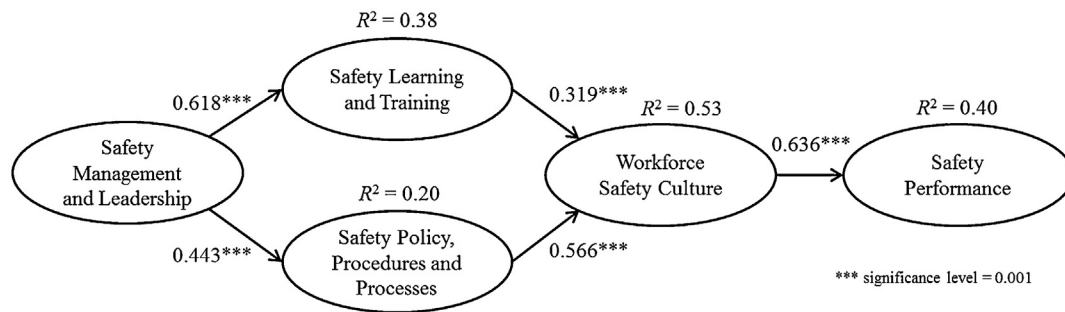 R² = 0.38
Safety Learning
and Training
0.618***
0.319***
R² = 0.53
R² = 0.40
Safety
Management
and Leadership
Workforce
Safety Culture
0.636***
Safety
Performance
R² = 0.20
0.443***
Safety Policy,
Procedures and
Processes
0.566***
*** significance level = 0.001